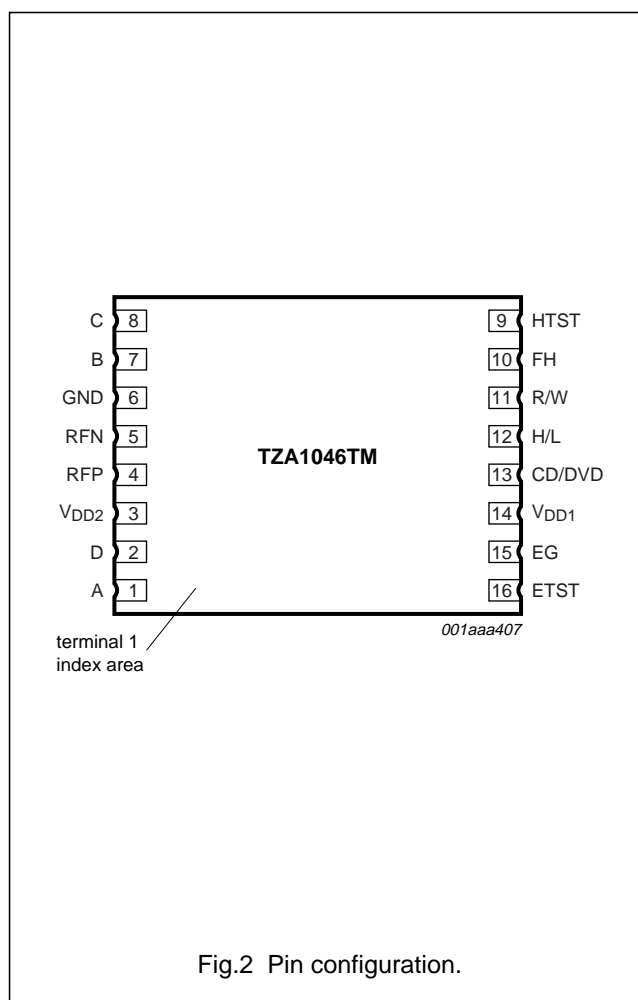 C 8 9 HTST
B 7 10 FH
GND 6 11 R/W
RFN 5 12 H/L
TZA1046TM
RFP 4 13 CD/DVD
VDD2 3 14 VDD1
D 2 15 EG
A 1 16 ETST
001aaa407
terminal 1
index area
Fig.2 Pin configuration.